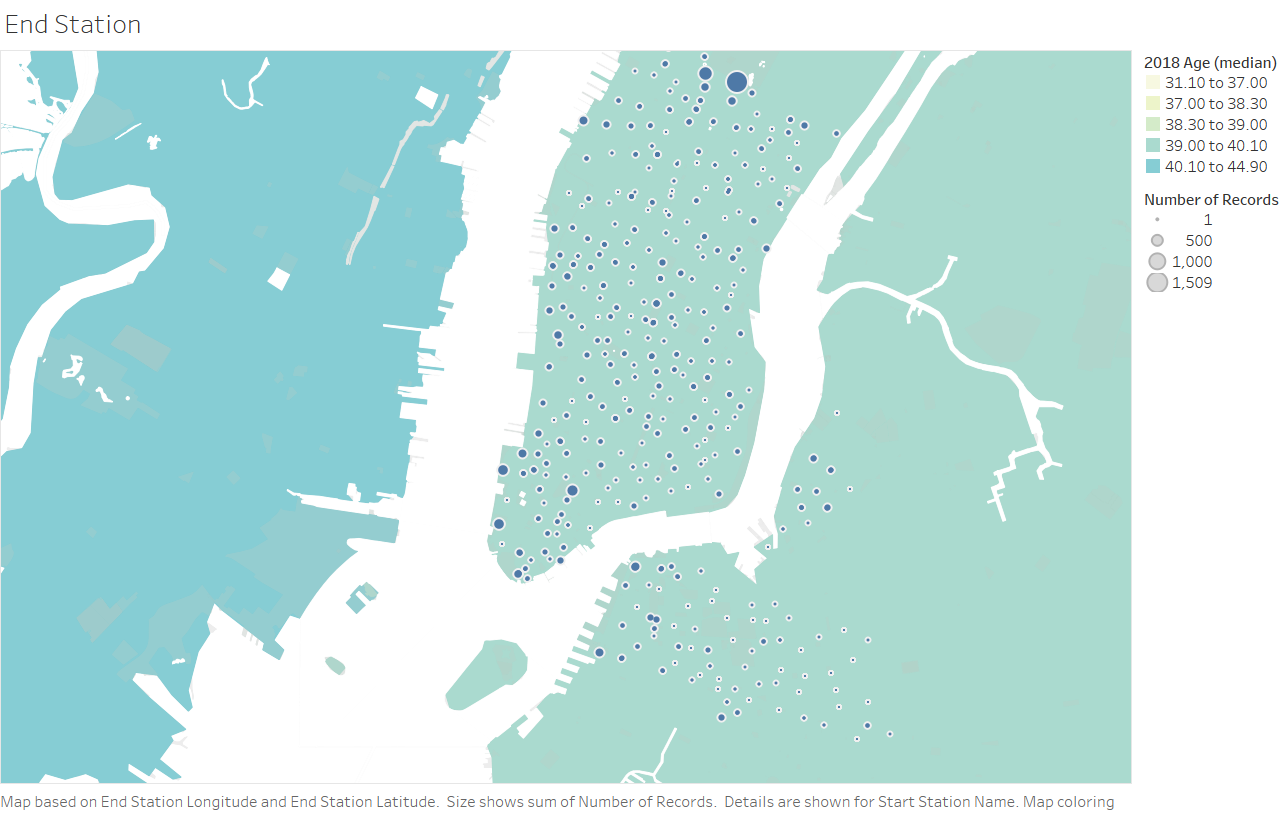 End Station
2018 Age (median)
31.10 to 37.00
37.00 to 38.30
38.30 to 39.00
39.00 to 40.10
40.10 to 44.90
Number of Records
1
500
1,000
1,509
Map based on End Station Longitude and End Station Latitude.  Size shows sum of Number of Records.  Details are shown for Start Station Name. Map coloring